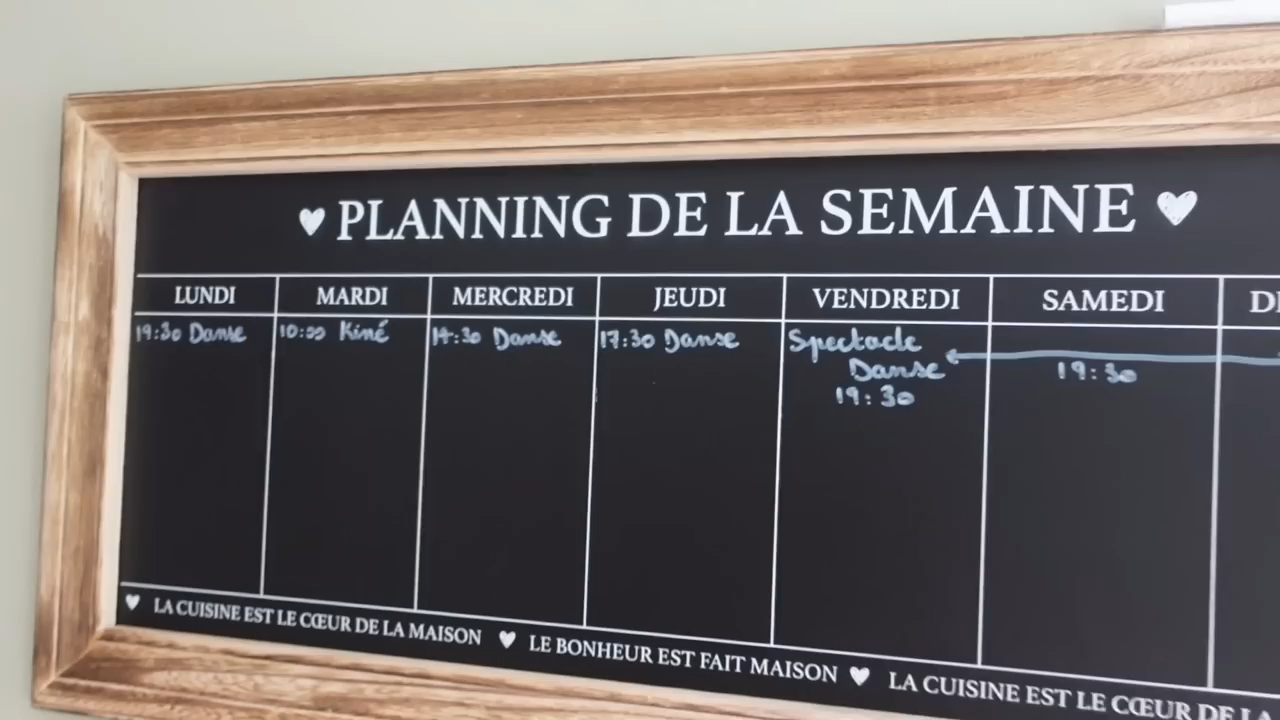 PLANNING DE LA SEMAINE
LUNDI MARDI MERCREDI JEUDI VENDREDI SAMEDI
19:30 Danse
10:00 Kiné
14:30 Danse
17:30 Danse
Spectacle
Danse
19:30
19:30
LA CUISINE EST LE CŒUR DE LA MAISON LE BONHEUR EST FAIT MAISON LA CUISINE EST LE CŒUR DE LA